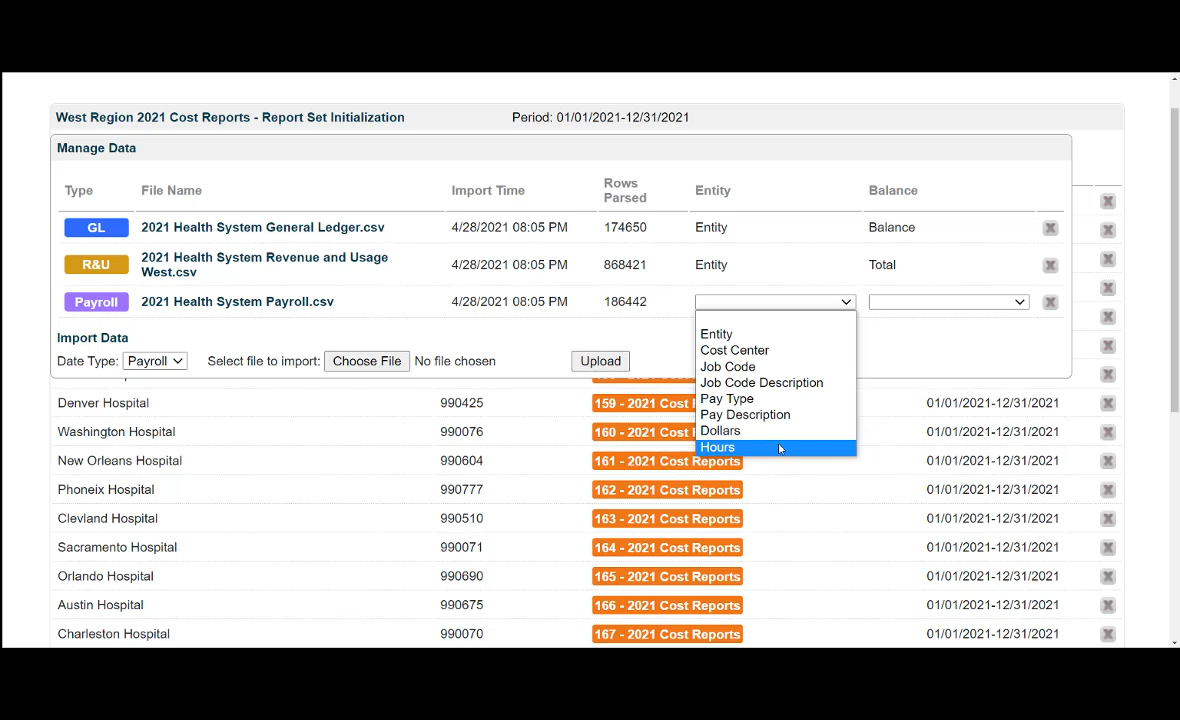 West Region 2021 Cost Reports - Report Set Initialization Period: 01/01/2021-12/31/2021
Manage Data
Type File Name Import Time Rows Parsed Entity Balance
GL 2021 Health System General Ledger.csv 4/28/2021 08:05 PM 174650 Entity Balance
R&U 2021 Health System Revenue and Usage West.csv 4/28/2021 08:05 PM 868421 Entity Total
Payroll 2021 Health System Payroll.csv 4/28/2021 08:05 PM 186442
Entity
Cost Center
Job Code
Job Code Description
Pay Type
Pay Description
Dollars
Hours
Import Data
Date Type: Payroll Select file to import: Choose File No file chosen Upload
Denver Hospital 990425 159 - 2021 Cost 01/01/2021-12/31/2021
Washington Hospital 990076 160 - 2021 Cost 01/01/2021-12/31/2021
New Orleans Hospital 990604 161 - 2021 Cost Reports 01/01/2021-12/31/2021
Phoneix Hospital 990777 162 - 2021 Cost Reports 01/01/2021-12/31/2021
Clevland Hospital 990510 163 - 2021 Cost Reports 01/01/2021-12/31/2021
Sacramento Hospital 990071 164 - 2021 Cost Reports 01/01/2021-12/31/2021
Orlando Hospital 990690 165 - 2021 Cost Reports 01/01/2021-12/31/2021
Austin Hospital 990675 166 - 2021 Cost Reports 01/01/2021-12/31/2021
Charleston Hospital 990070 167 - 2021 Cost Reports 01/01/2021-12/31/2021